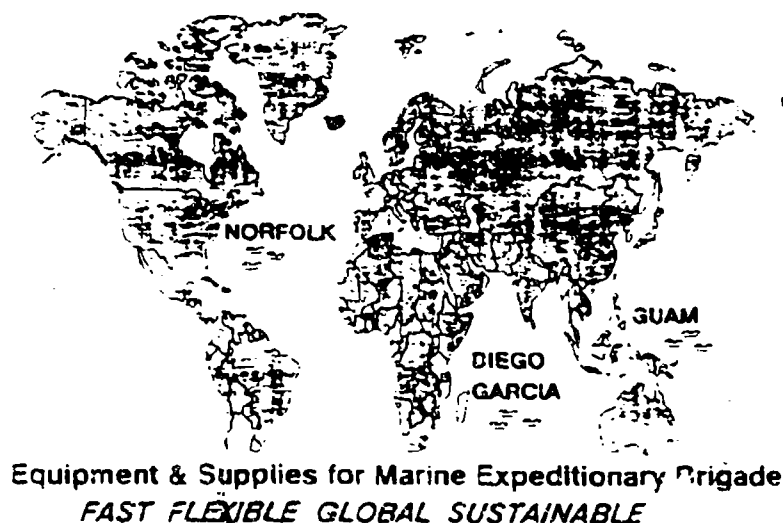 NORFOLK
GUAM
DIEGO
GARCIA
Equipment & Supplies for Marine Expeditionary Brigade
FAST FLEXIBLE GLOBAL SUSTAINABLE